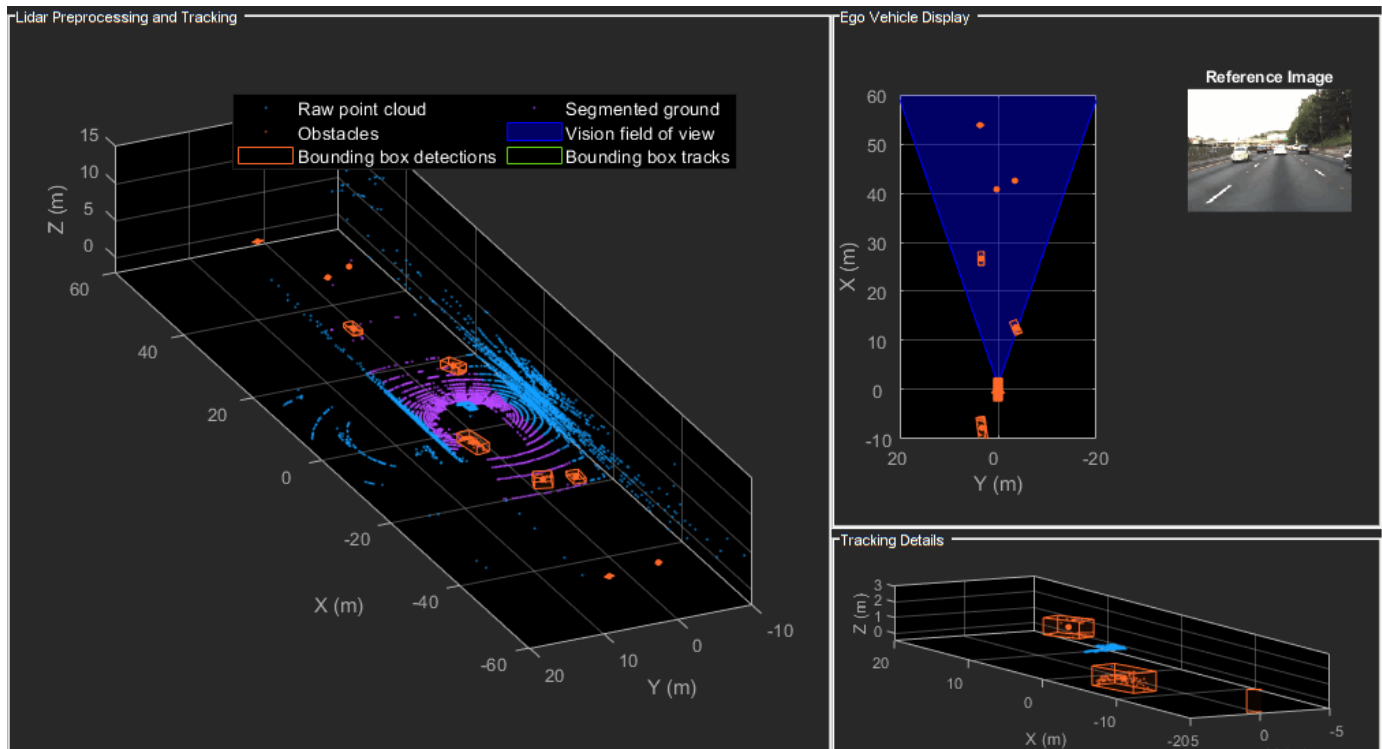 Lidar Preprocessing and Tracking
Raw point cloud
Segmented ground
Obstacles
Vision field of view
Bounding box detections
Bounding box tracks
15
10
5
0
Z (m)
60
40
20
0
-20
-40
-60
X (m)
20
10
0
-10
Y (m)
Ego Vehicle Display
60
50
40
30
20
10
0
-10
X (m)
20
0
-20
Y (m)
Reference Image
Tracking Details
3
2
1
0
Z (m)
20
10
0
-10
-205
0
-5
X (m)